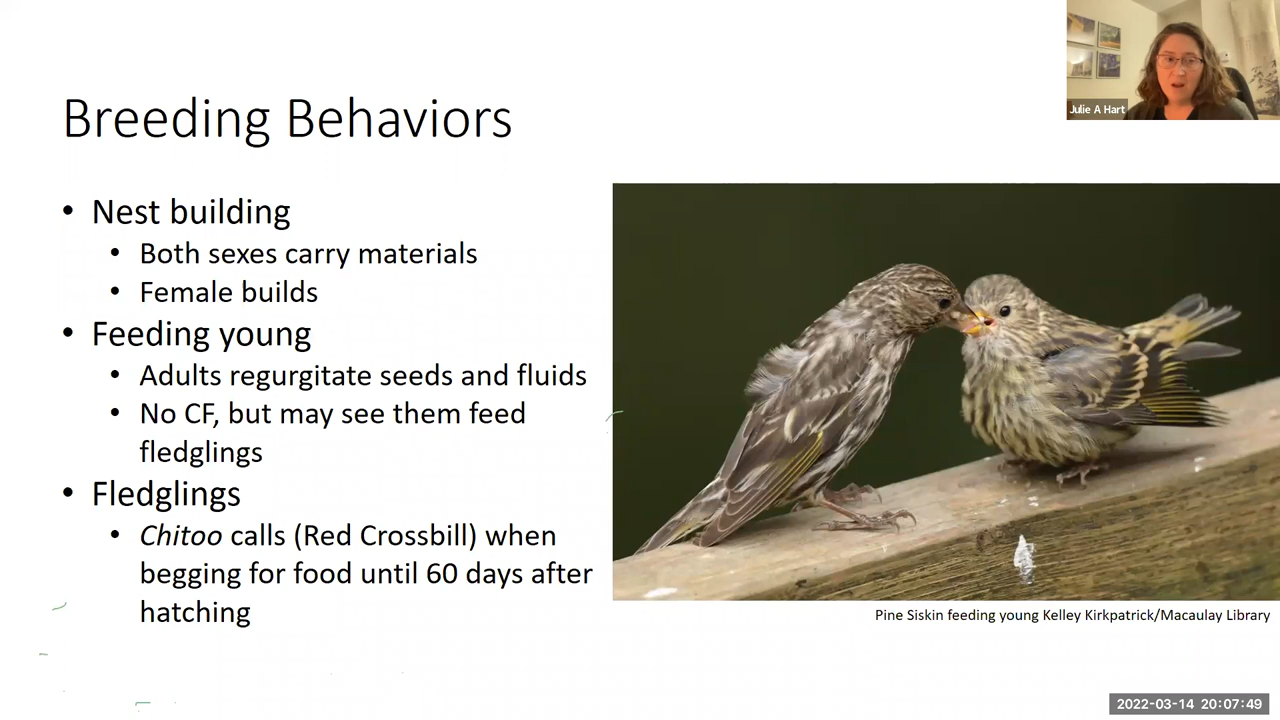 Julie A Hart
Breeding Behaviors
• Nest building
• Both sexes carry materials
• Female builds
• Feeding young
• Adults regurgitate seeds and fluids
• No CF, but may see them feed
fledglings
• Fledglings
• Chitoo calls (Red Crossbill) when
begging for food until 60 days after
hatching
Pine Siskin feeding young Kelley Kirkpatrick/Macaulay Library
2022-03-14 20:07:49